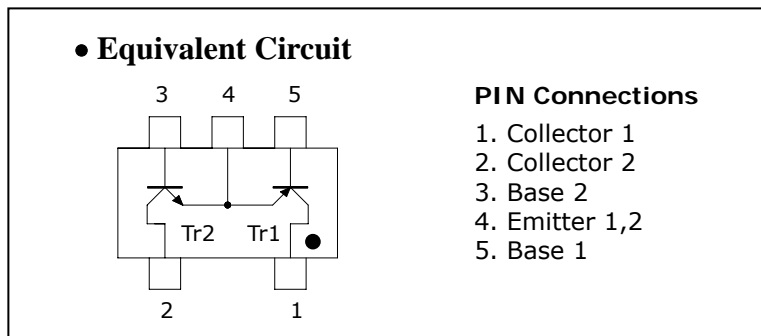 • Equivalent Circuit
3 4 5
Tr2 Tr1
2 1
PIN Connections
1. Collector 1
2. Collector 2
3. Base 2
4. Emitter 1,2
5. Base 1